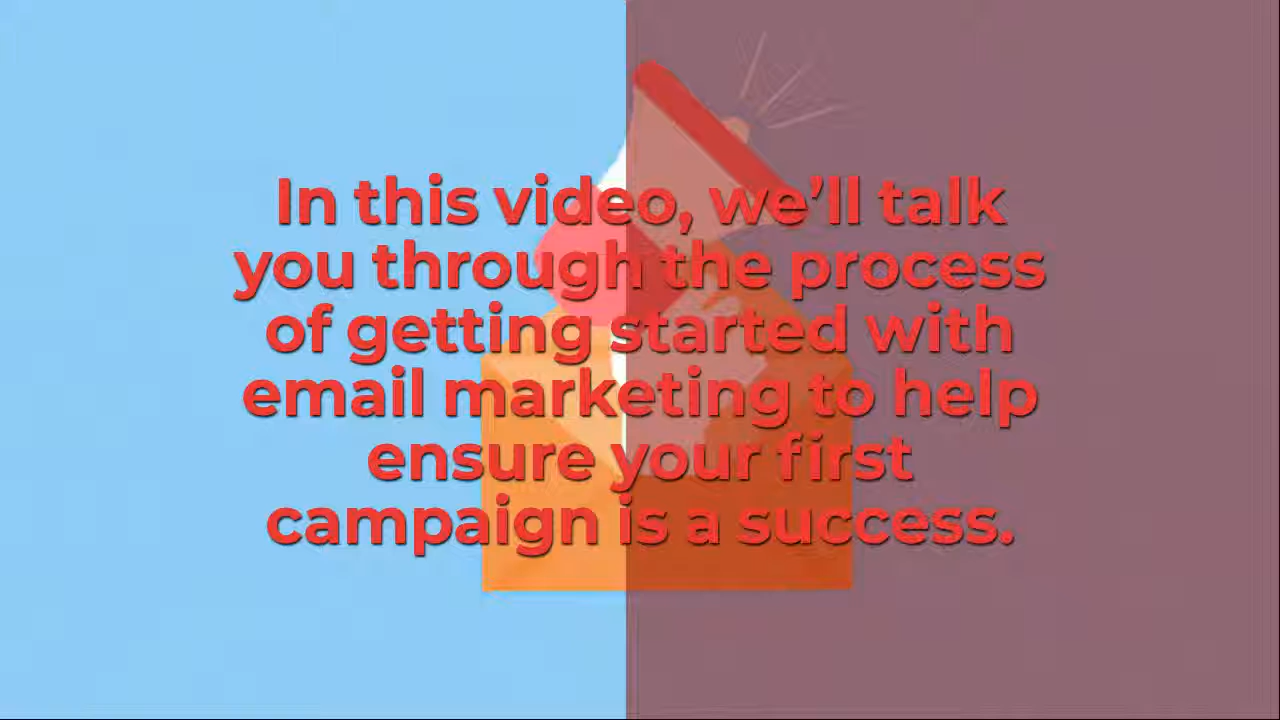 In this video, we’ll talk
you through the process
of getting started with
email marketing to help
ensure your first
campaign is a success.